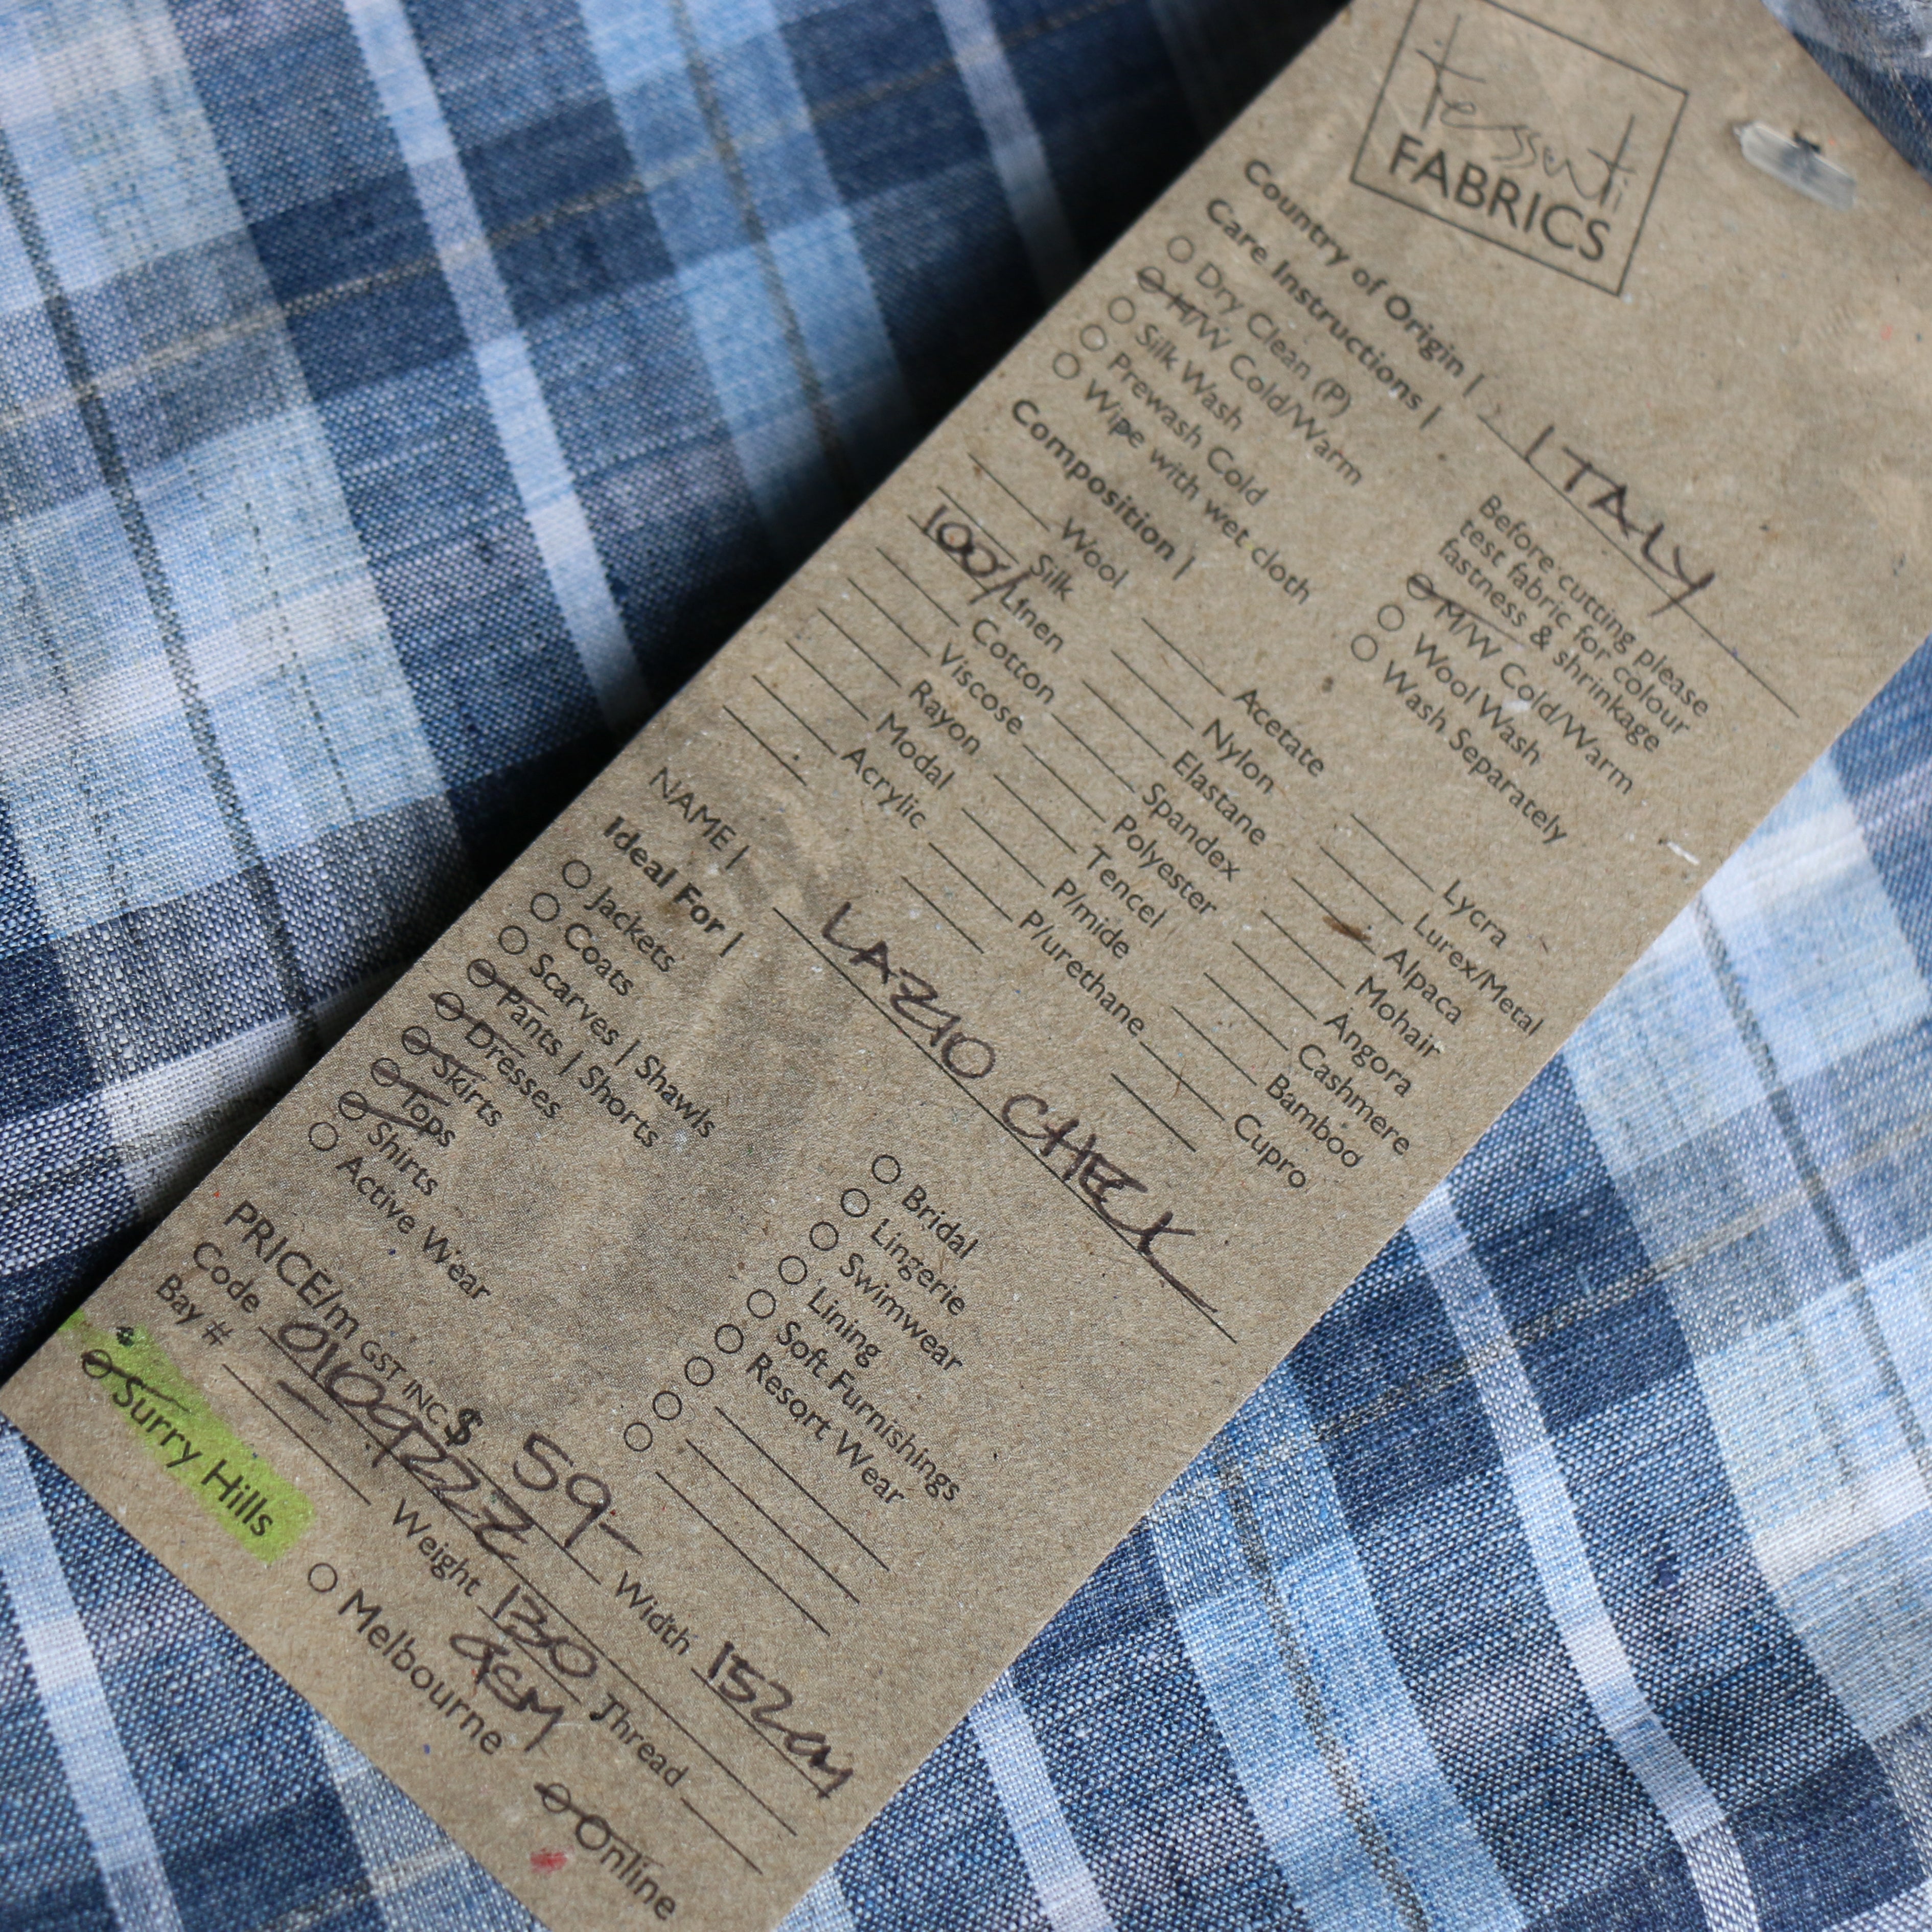 tessuti
FABRICS
Country of Origin | ITALY
Care Instructions |
Before cutting please
test fabric for colour
fastness & shrinkage
Dry Clean (P)
H/W Cold/Warm
Silk Wash
Prewash Cold
Wipe with wet cloth
M/W Cold/Warm
Wool Wash
Wash Separately
Composition |
Wool
Silk
100% Linen
Cotton
Viscose
Rayon
Modal
Acrylic
Acetate
Nylon
Elastane
Spandex
Polyester
Tencel
P/mide
P/urethane
Lycra
Lurex/Metal
Alpaca
Mohair
Angora
Cashmere
Bamboo
Cupro
NAME | LAZIO CHECK
Ideal For |
Jackets
Coats
Scarves | Shawls
Pants | Shorts
Dresses
Skirts
Tops
Shirts
Active Wear
Bridal
Lingerie
Swimwear
Lining
Soft Furnishings
Resort Wear
PRICE/m GST INC $ 59- Width 152cm
Code 010922Z
Bay # Weight 130 GSM Thread
Surry Hills Melbourne Online